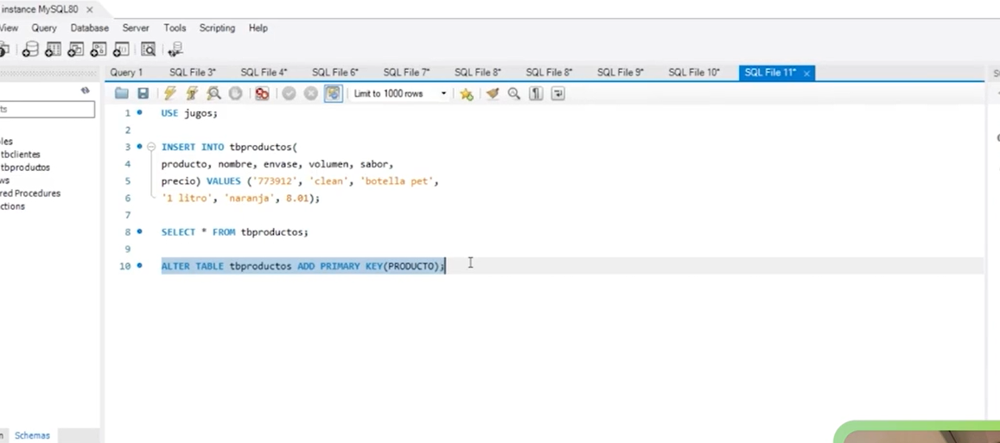 instance MySQL80 ×
View Query Database Server Tools Scripting Help
Query 1 SQL File 3* SQL File 4* SQL File 6* SQL File 7* SQL File 8* SQL File 8* SQL File 9* SQL File 10* SQL File 11* ×
Limit to 1000 rows
1 USE jugos;
2
3 INSERT INTO tbproductos(
4 producto, nombre, envase, volumen, sabor,
5 precio) VALUES ('773912', 'clean', 'botella pet',
6 '1 litro', 'naranja', 8.01);
7
8 SELECT * FROM tbproductos;
9
10 ALTER TABLE tbproductos ADD PRIMARY KEY(PRODUCTO);
ts
les
tbclientes
tbproductos
ws
red Procedures
ctions
n Schemas